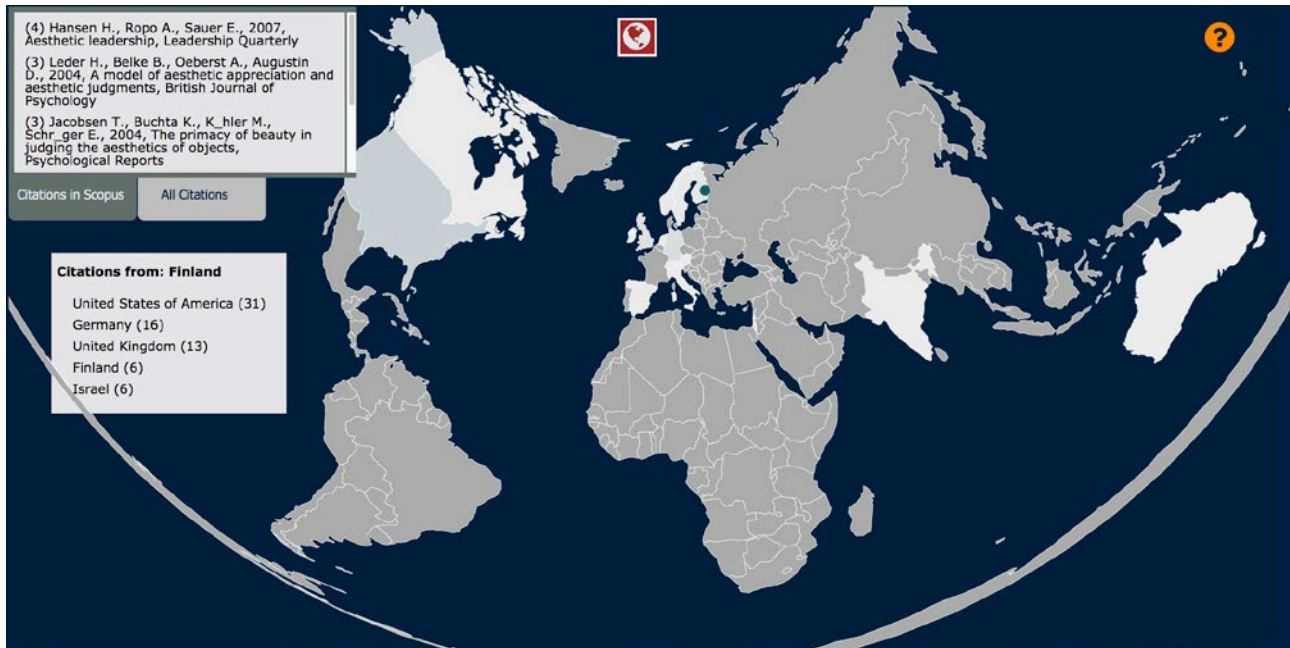 (4) Hansen H., Ropo A., Sauer E., 2007,
Aesthetic leadership, Leadership Quarterly
(3) Leder H., Belke B., Oeberst A., Augustin
D., 2004, A model of aesthetic appreciation and
aesthetic judgments, British Journal of
Psychology
(3) Jacobsen T., Buchta K., K_hler M.,
Schr_ger E., 2004, The primacy of beauty in
judging the aesthetics of objects,
Psychological Reports
Citations in Scopus
All Citations
Citations from: Finland
United States of America (31)
Germany (16)
United Kingdom (13)
Finland (6)
Israel (6)
?